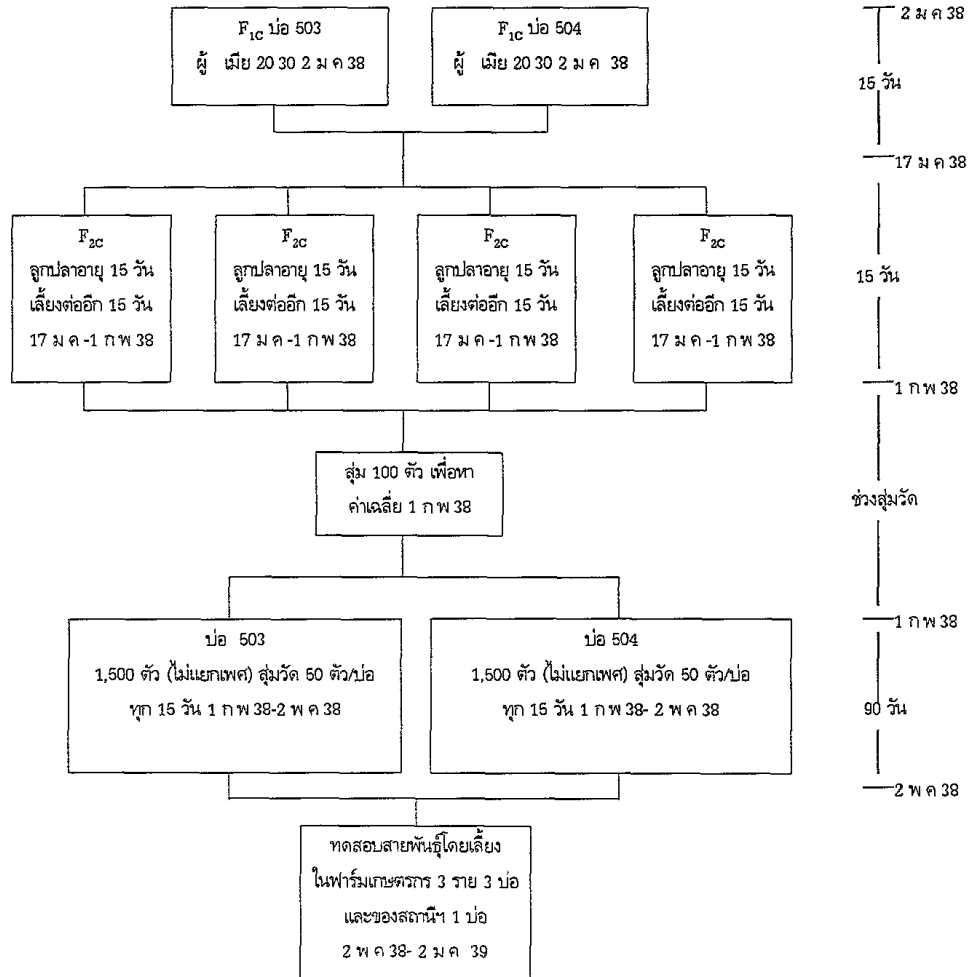 F1C บ่อ 503
ผู้ เมีย 20 30 2 ม ค 38
F1C บ่อ 504
ผู้ เมีย 20 30 2 ม ค 38
2 ม ค 38
15 วัน
17 ม ค 38
F2C
ลูกปลาอายุ 15 วัน
เลี้ยงต่ออีก 15 วัน
17 ม ค -1 ก พ 38
F2C
ลูกปลาอายุ 15 วัน
เลี้ยงต่ออีก 15 วัน
17 ม ค -1 ก พ 38
F2C
ลูกปลาอายุ 15 วัน
เลี้ยงต่ออีก 15 วัน
17 ม ค -1 ก พ 38
F2C
ลูกปลาอายุ 15 วัน
เลี้ยงต่ออีก 15 วัน
17 ม ค -1 ก พ 38
15 วัน
1 ก พ 38
สุ่ม 100 ตัว เพื่อหา
ค่าเฉลี่ย 1 ก พ 38
ช่วงสุ่มวัด
1 ก พ 38
บ่อ 503
1,500 ตัว (ไม่แยกเพศ) สุ่มวัด 50 ตัว/บ่อ
ทุก 15 วัน 1 ก พ 38-2 พ ค 38
บ่อ 504
1,500 ตัว (ไม่แยกเพศ) สุ่มวัด 50 ตัว/บ่อ
ทุก 15 วัน 1 ก พ 38- 2 พ ค 38
90 วัน
2 พ ค 38
ทดสอบสายพันธุ์โดยเลี้ยง
ในฟาร์มเกษตรกร 3 ราย 3 บ่อ
และของสถานีฯ 1 บ่อ
2 พ ค 38- 2 ม ค 39